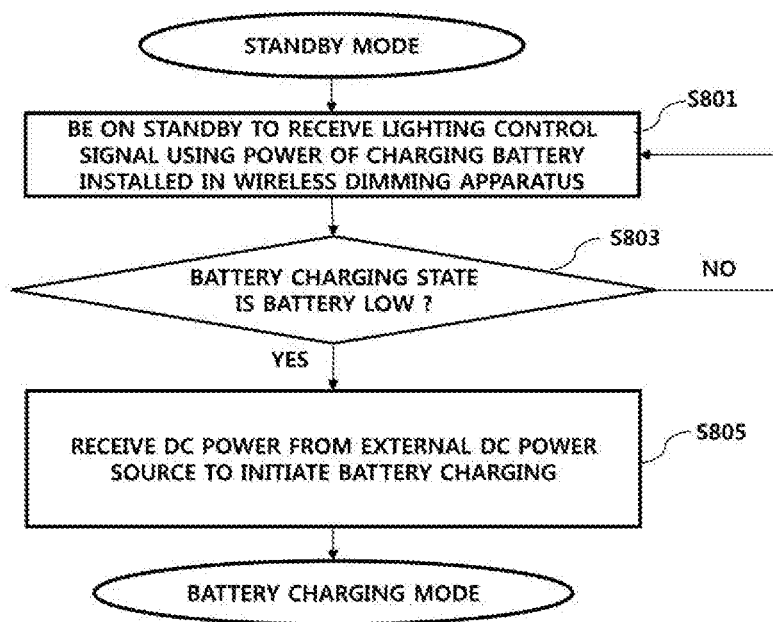 STANDBY MODE
S801
BE ON STANDBY TO RECEIVE LIGHTING CONTROL
SIGNAL USING POWER OF CHARGING BATTERY
INSTALLED IN WIRELESS DIMMING APPARATUS
S803
BATTERY CHARGING STATE
IS BATTERY LOW ?
NO
YES
S805
RECEIVE DC POWER FROM EXTERNAL DC POWER
SOURCE TO INITIATE BATTERY CHARGING
BATTERY CHARGING MODE